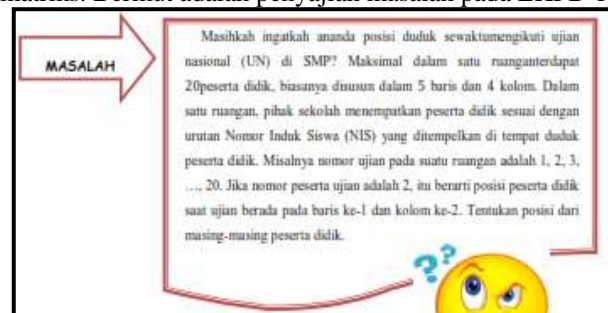 MASALAH
Masihkah ingatkah ananda posisi duduk sewaktumengikuti ujian
nasional (UN) di SMP? Maksimal dalam satu ruanganterdapat
20peserta didik, biasanya disusun dalam 5 baris dan 4 kolom. Dalam
satu ruangan, pihak sekolah menempatkan peserta didik sesuai dengan
urutan Nomor Induk Siswa (NIS) yang ditempelkan di tempat duduk
peserta didik. Misalnya nomor ujian pada suatu ruangan adalah 1, 2, 3,
…, 20. Jika nomor peserta ujian adalah 2, itu berarti posisi peserta didik
saat ujian berada pada baris ke-1 dan kolom ke-2. Tentukan posisi dari
masing-masing peserta didik.
??